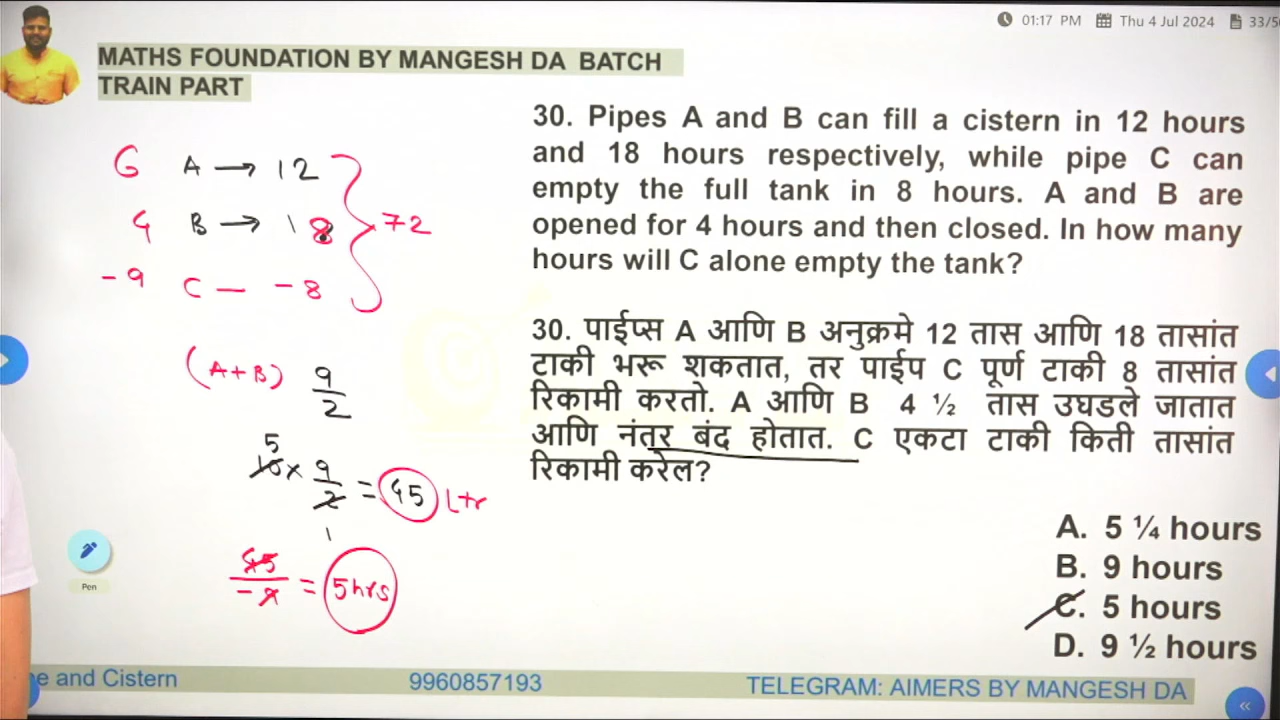 01:17 PM Thu 4 Jul 2024
MATHS FOUNDATION BY MANGESH DA BATCH
TRAIN PART
30. Pipes A and B can fill a cistern in 12 hours
and 18 hours respectively, while pipe C can
empty the full tank in 8 hours. A and B are
opened for 4 hours and then closed. In how many
hours will C alone empty the tank?
30. पाईप्स A आणि B अनुक्रमे 12 तास आणि 18 तासांत
टाकी भरू शकतात, तर पाईप C पूर्ण टाकी 8 तासांत
रिकामी करतो. A आणि B 4 ½ तास उघडले जातात
आणि नंतर बंद होतात. C एकटा टाकी किती तासांत
रिकामी करेल?
A. 5 ¼ hours
B. 9 hours
C. 5 hours
D. 9 ½ hours
6 A → 12
4 B → 18
72
-9 C — -8
(A+B) 9/2
5
10 × 9/2 = 45 Ltr
1
45/-9 = 5hrs
Pen
e and Cistern
9960857193
TELEGRAM: AIMERS BY MANGESH DA